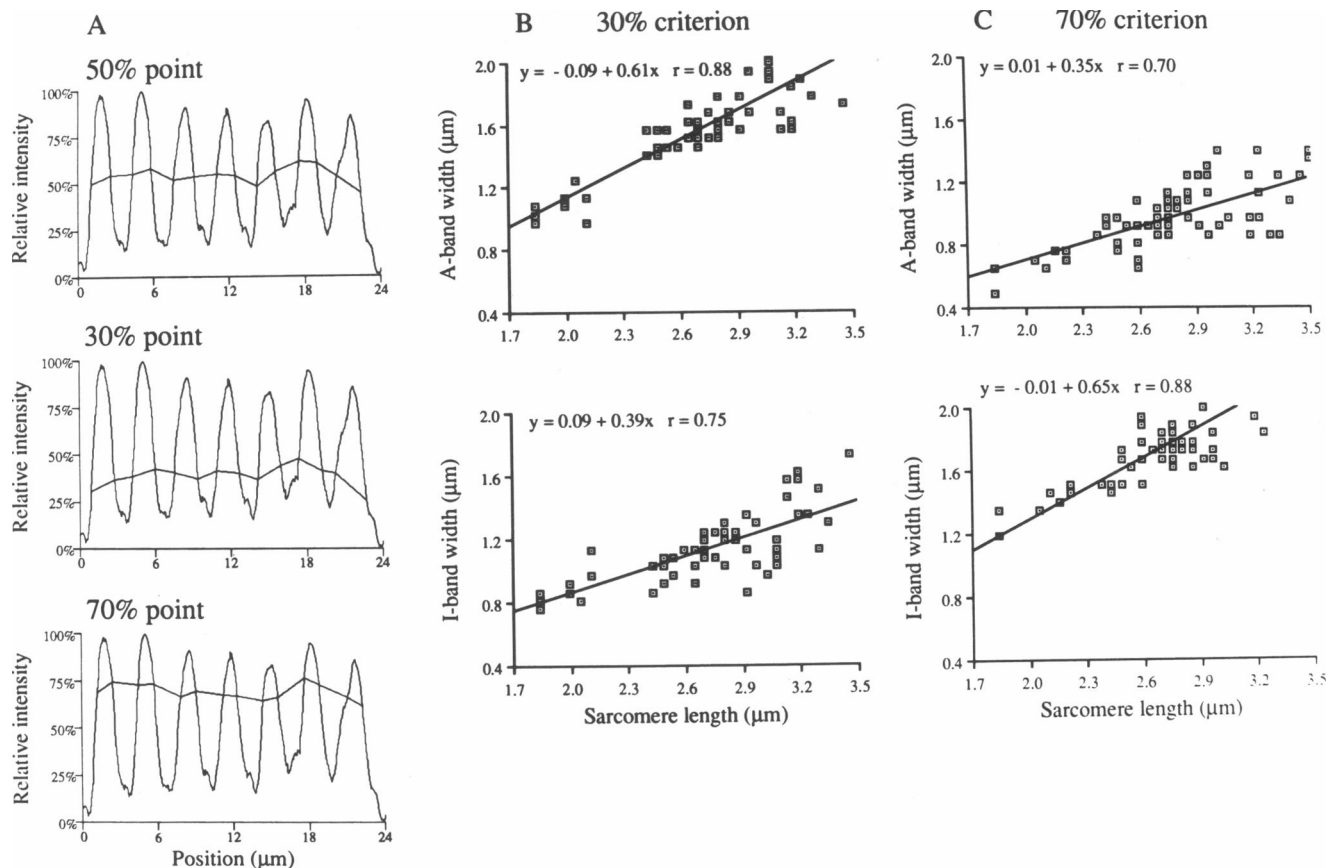 A
50% point
Relative intensity
100%
75%
50%
25%
0%
0 6 12 18 24
30% point
Relative intensity
100%
75%
50%
25%
0%
0 6 12 18 24
70% point
Relative intensity
100%
75%
50%
25%
0%
0 6 12 18 24
Position (μm)
B 30% criterion
y = - 0.09 + 0.61x r = 0.88
A-band width (μm)
2.0
1.6
1.2
0.8
0.4
1.7 2.0 2.3 2.6 2.9 3.2 3.5
y = 0.09 + 0.39x r = 0.75
I-band width (μm)
2.0
1.6
1.2
0.8
0.4
1.7 2.0 2.3 2.6 2.9 3.2 3.5
Sarcomere length (μm)
C 70% criterion
y = 0.01 + 0.35x r = 0.70
A-band width (μm)
2.0
1.6
1.2
0.8
0.4
1.7 2.0 2.3 2.6 2.9 3.2 3.5
y = - 0.01 + 0.65x r = 0.88
I-band width (μm)
2.0
1.6
1.2
0.8
0.4
1.7 2.0 2.3 2.6 2.9 3.2 3.5
Sarcomere length (μm)